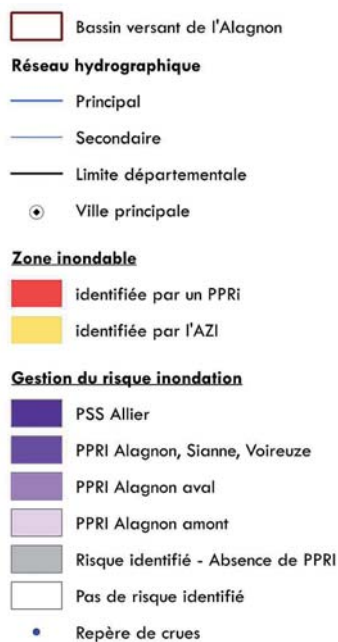 Bassin versant de l'Alagnon
Réseau hydrographique
Principal
Secondaire
Limite départementale
Ville principale
Zone inondable
identifiée par un PPRi
identifiée par l'AZI
Gestion du risque inondation
PSS Allier
PPRI Alagnon, Sianne, Voireuze
PPRI Alagnon aval
PPRI Alagnon amont
Risque identifié - Absence de PPRI
Pas de risque identifié
Repère de crues